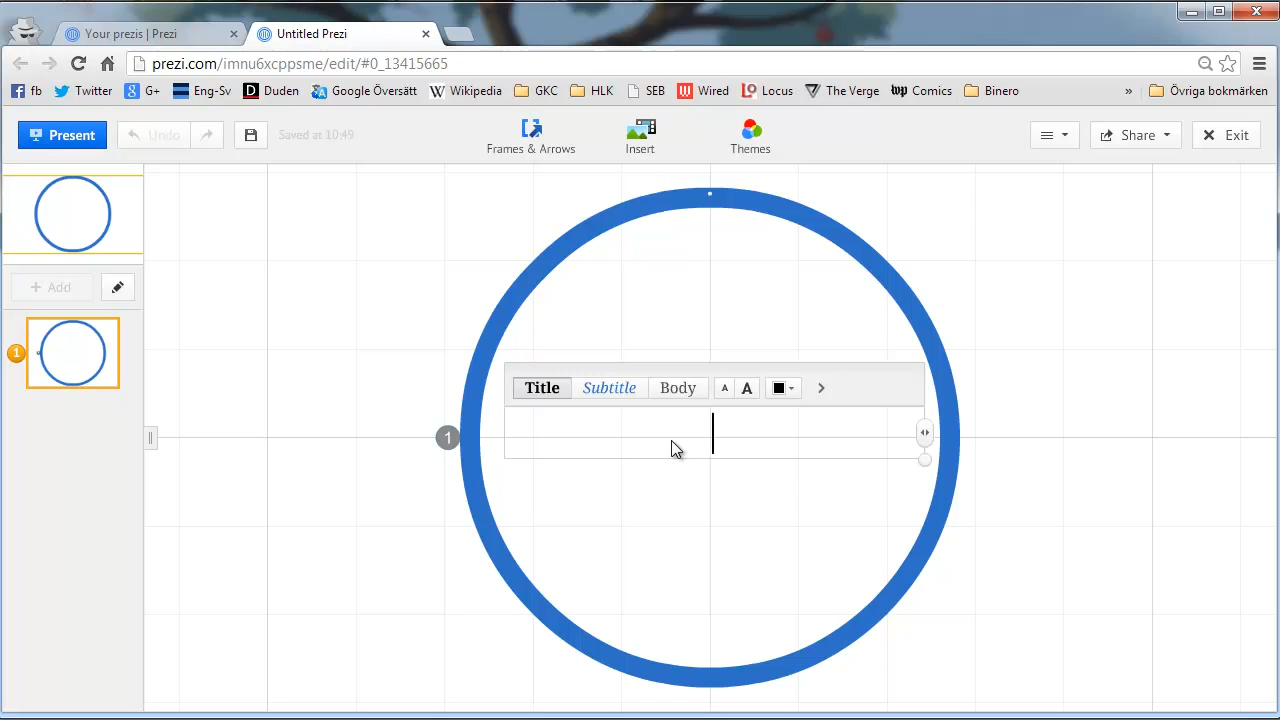 Your prezis | Prezi
Untitled Prezi
prezi.com/imnu6xcppsme/edit/#0_13415665
fb Twitter G+ Eng-Sv Duden Google Översätt Wikipedia GKC HLK SEB Wired Locus The Verge Comics Binero » Övriga bokmärken
Present Undo Saved at 10:49 Frames & Arrows Insert Themes Share Exit
+ Add
1
1
Title Subtitle Body A A